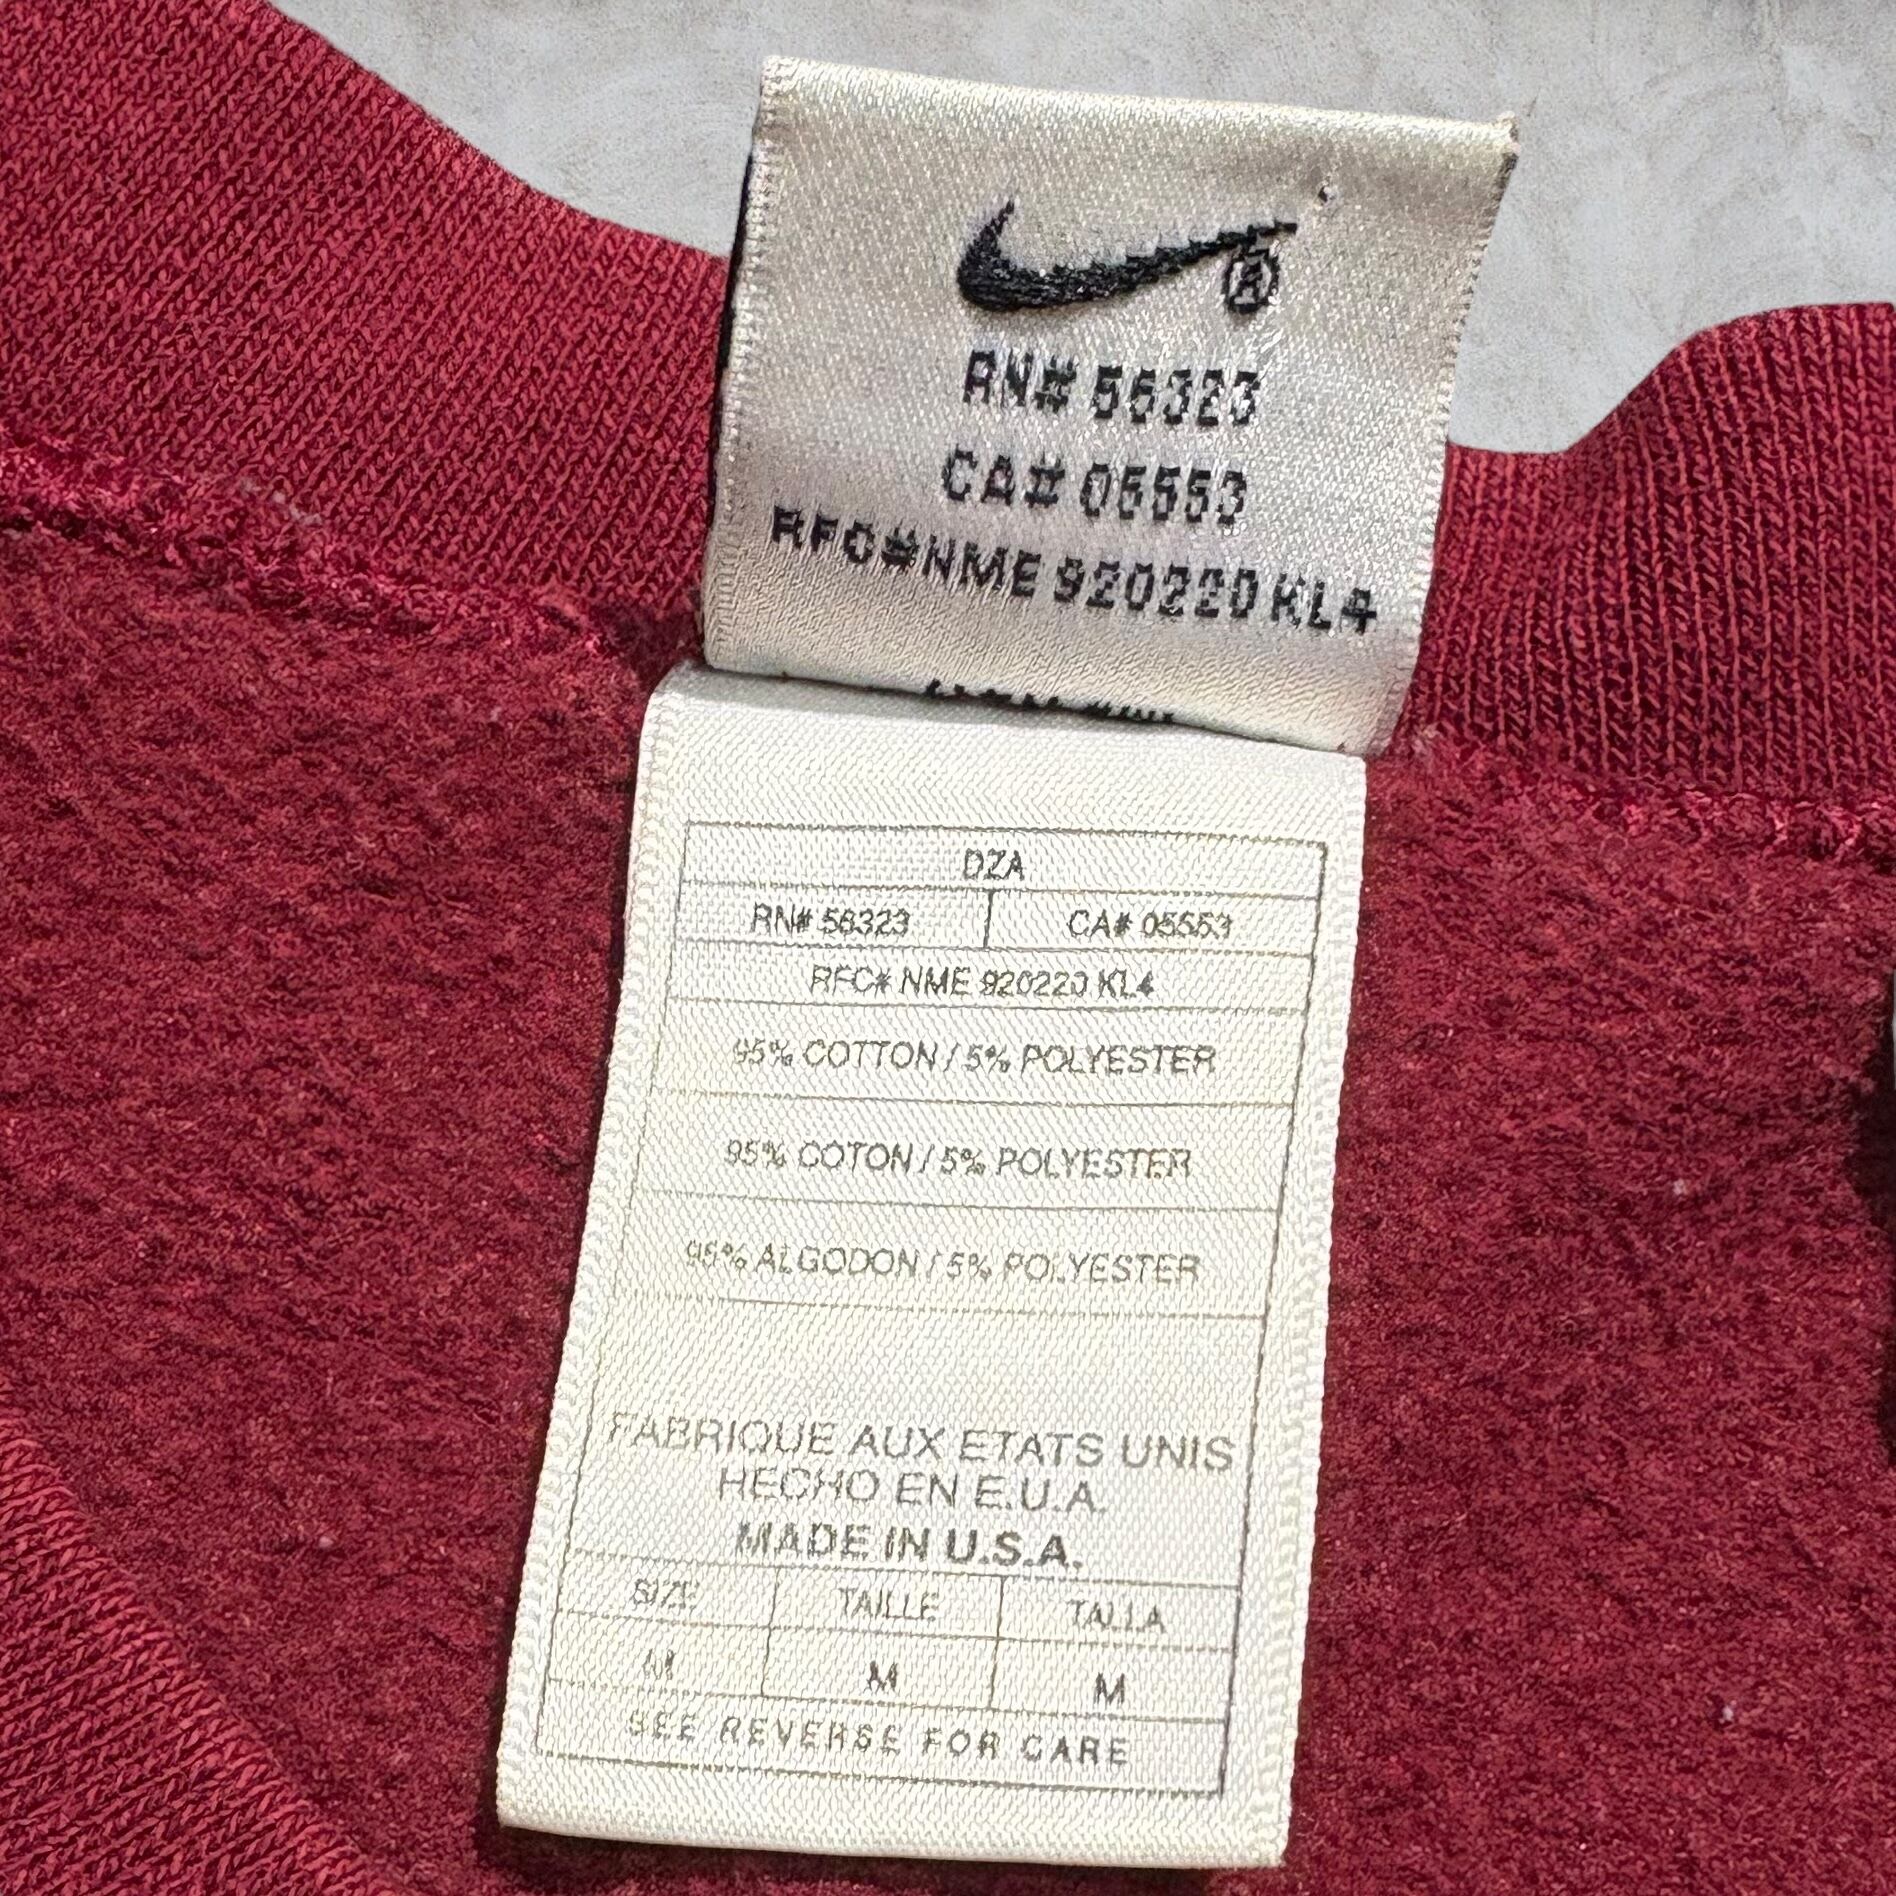 RN# 56323
CA# 05553
RFC#NME 920220 KL4
DZA
RN# 56323 CA# 05553
RFC# NME 920220 KL4
95% COTTON / 5% POLYESTER
95% COTON / 5% POLYESTER
95% ALGODON / 5% POLYESTER
FABRIQUE AUX ETATS UNIS
HECHO EN E.U.A.
MADE IN U.S.A.
SIZE TAILLE TALLA
M M M
SEE REVERSE FOR CARE